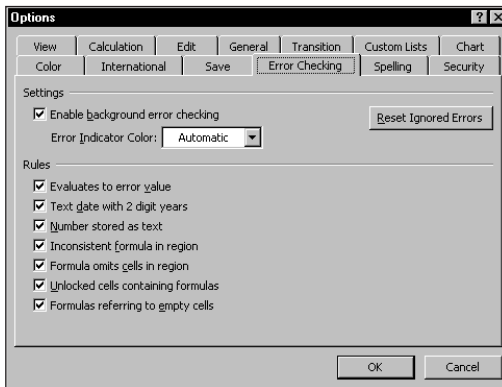 Options
View Calculation Edit General Transition Custom Lists Chart
Color International Save Error Checking Spelling Security
Settings
Enable background error checking
Reset Ignored Errors
Error Indicator Color: Automatic
Rules
Evaluates to error value
Text date with 2 digit years
Number stored as text
Inconsistent formula in region
Formula omits cells in region
Unlocked cells containing formulas
Formulas referring to empty cells
OK Cancel